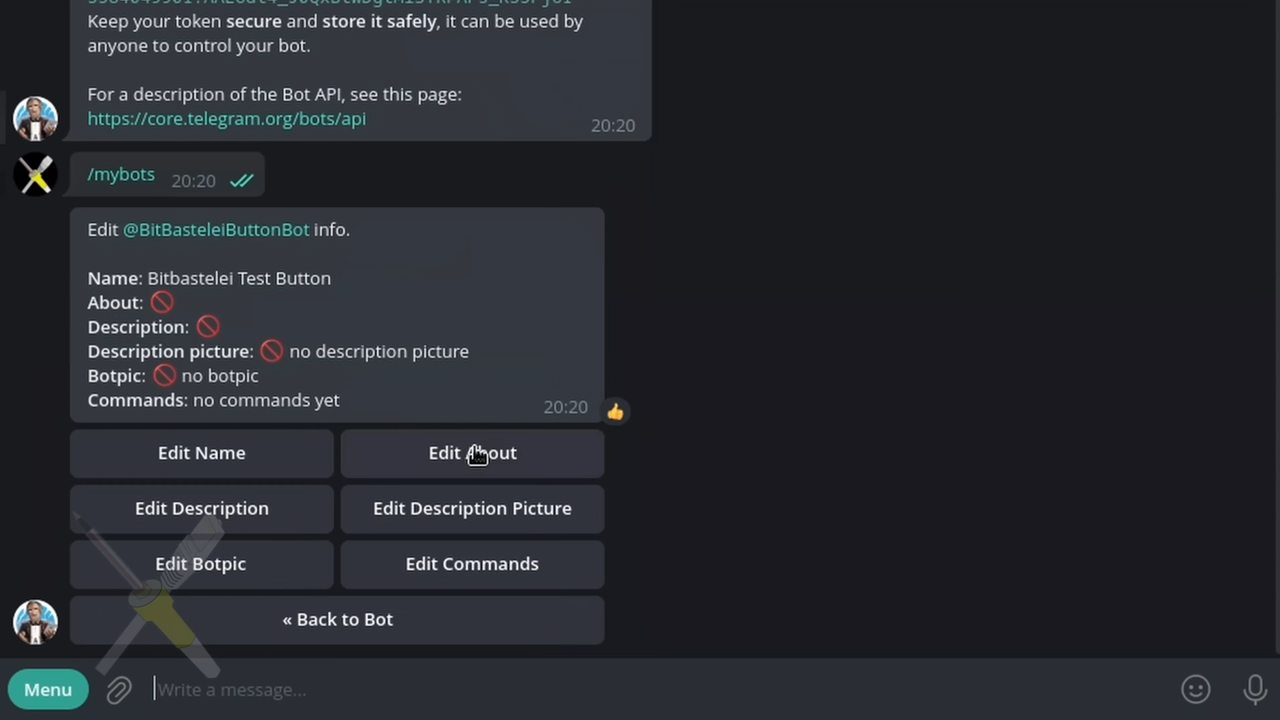 Keep your token secure and store it safely, it can be used by
anyone to control your bot.
For a description of the Bot API, see this page:
https://core.telegram.org/bots/api
20:20
/mybots 20:20
Edit @BitBasteleiButtonBot info.
Name: Bitbastelei Test Button
About: 🚫
Description: 🚫
Description picture: 🚫 no description picture
Botpic: 🚫 no botpic
Commands: no commands yet
20:20 👍
Edit Name
Edit About
Edit Description
Edit Description Picture
Edit Botpic
Edit Commands
« Back to Bot
Menu
Write a message...